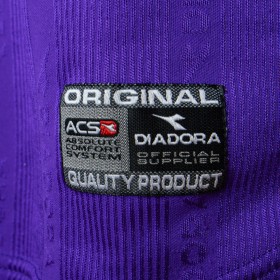 ORIGINAL
ACS
ABSOLUTE
COMFORT
SYSTEM
DIADORA
OFFICIAL
SUPPLIER
QUALITY PRODUCT